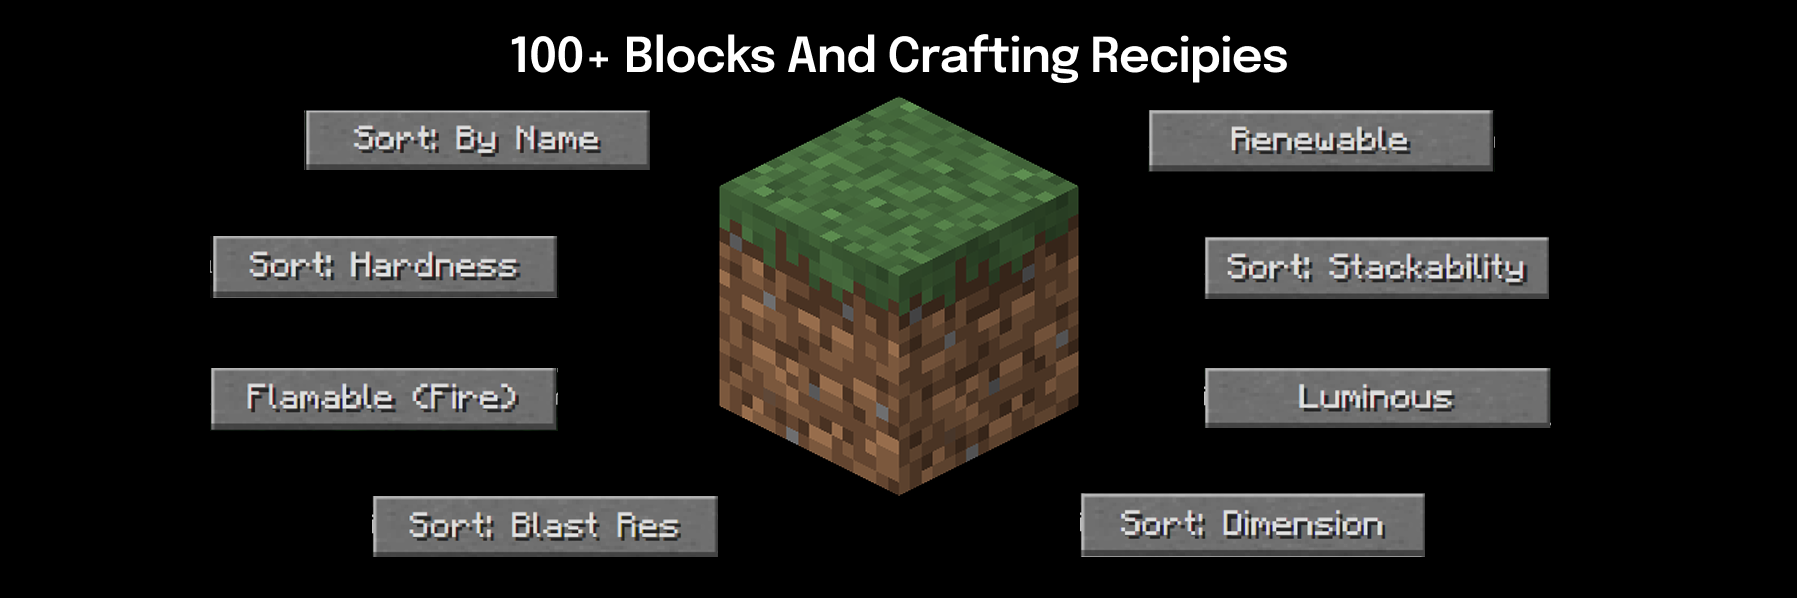 100+ Blocks And Crafting Recipies
Sort: By Name
Renewable
Sort: Hardness
Sort: Stackability
Flamable (Fire)
Luminous
Sort: Blast Res
Sort: Dimension